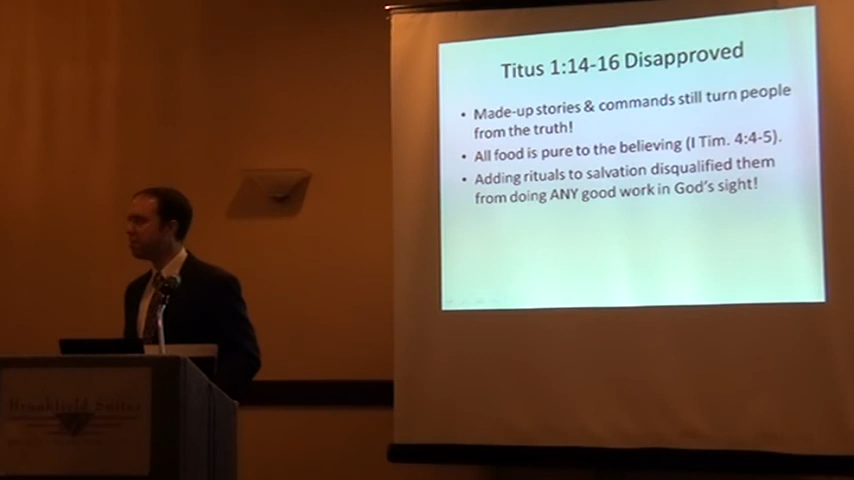 Titus 1:14-16 Disapproved
• Made-up stories & commands still turn people
from the truth!
• All food is pure to the believing (I Tim. 4:4-5).
• Adding rituals to salvation disqualified them
from doing ANY good work in God's sight!
Brookfield Suites